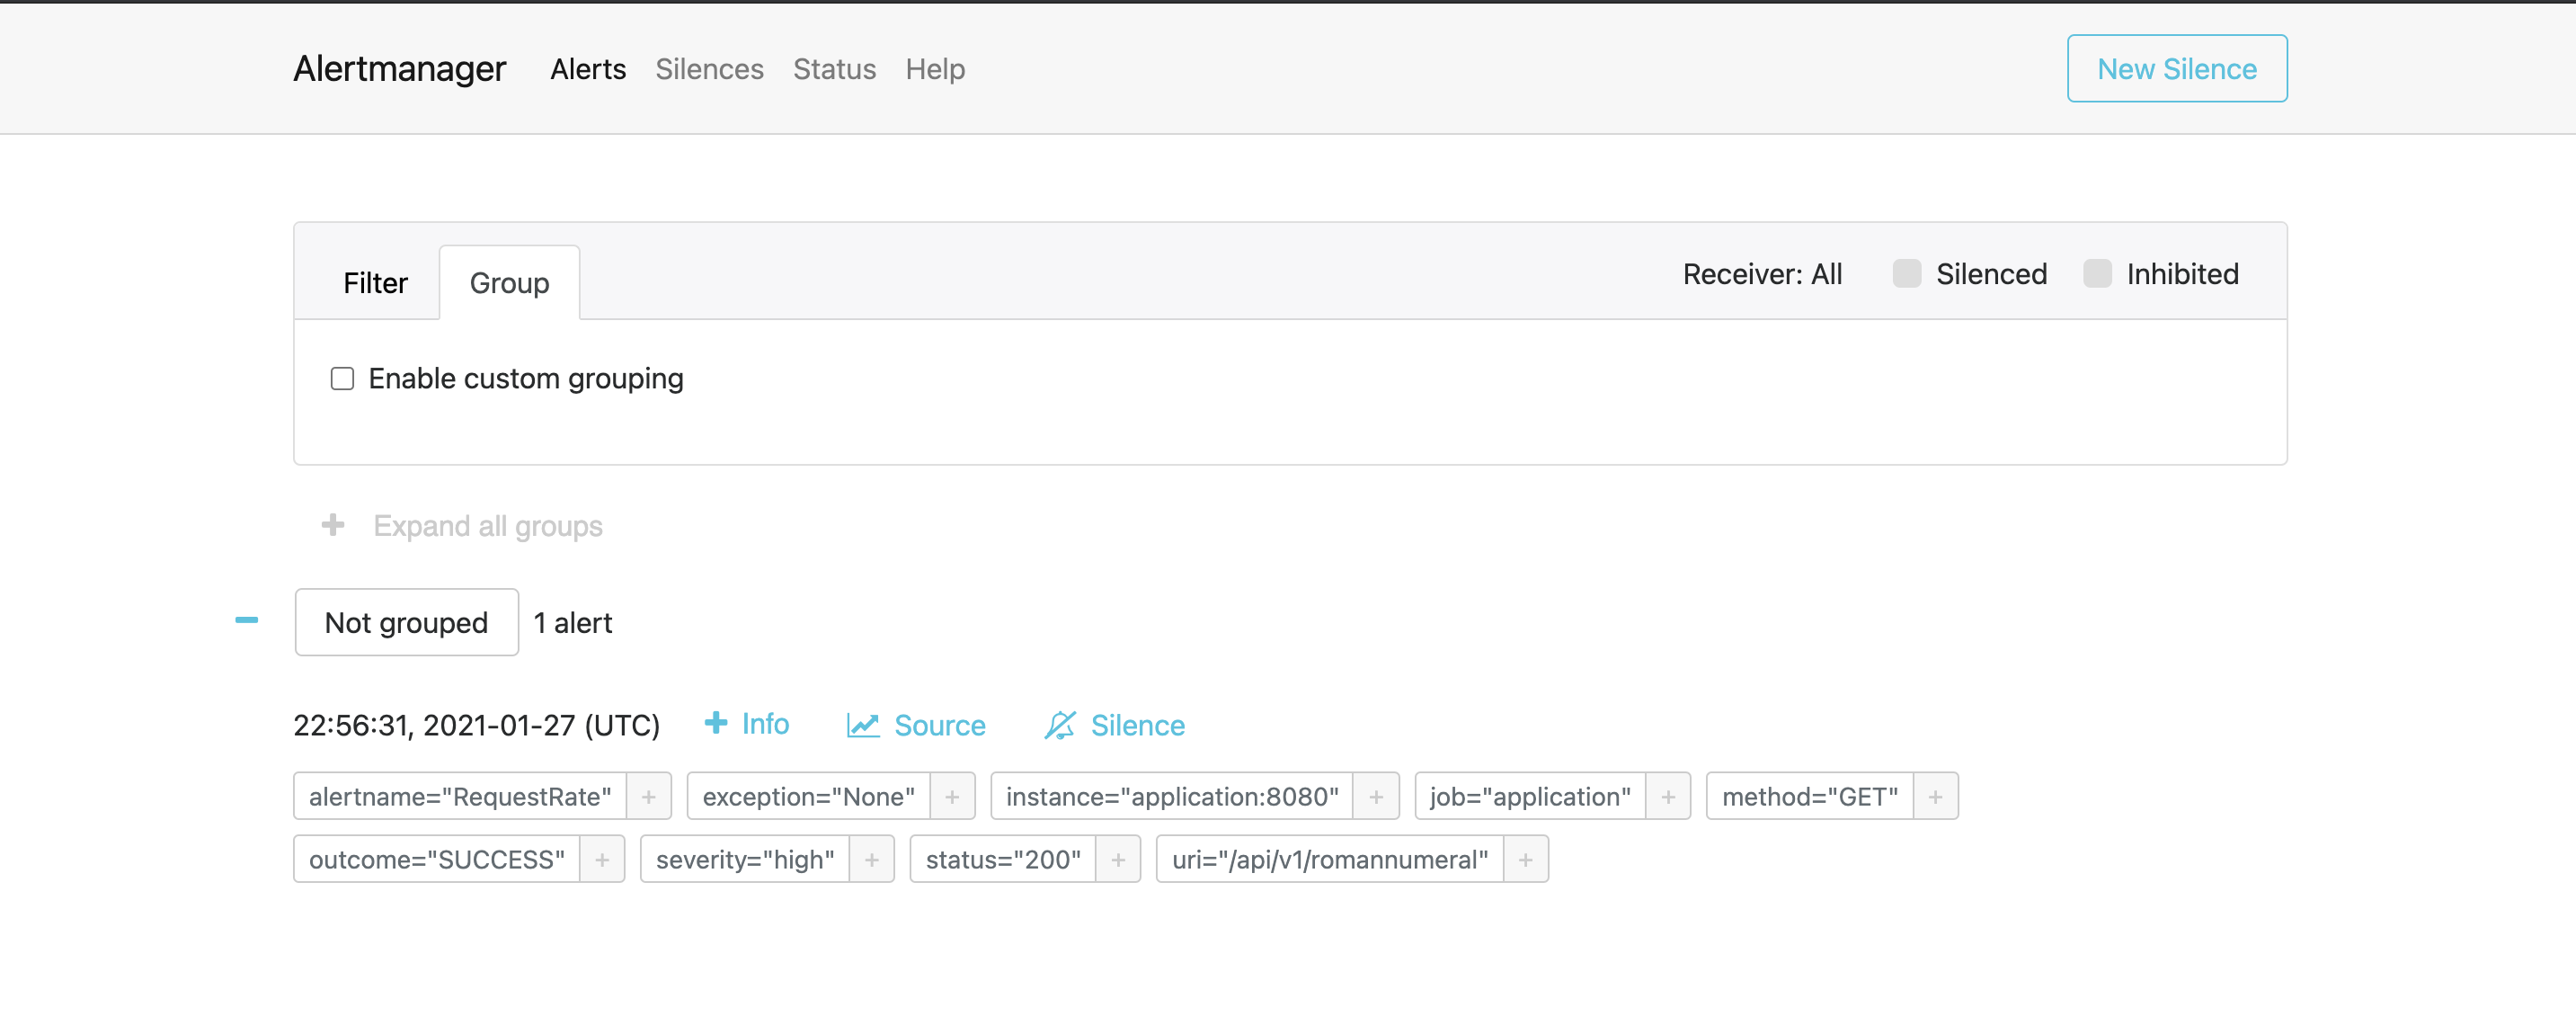 Alertmanager Alerts Silences Status Help New Silence
Filter Group Receiver: All Silenced Inhibited
Enable custom grouping
+ Expand all groups
Not grouped 1 alert
22:56:31, 2021-01-27 (UTC) + Info Source Silence
alertname="RequestRate" + exception="None" + instance="application:8080" + job="application" + method="GET" +
outcome="SUCCESS" + severity="high" + status="200" + uri="/api/v1/romannumeral" +